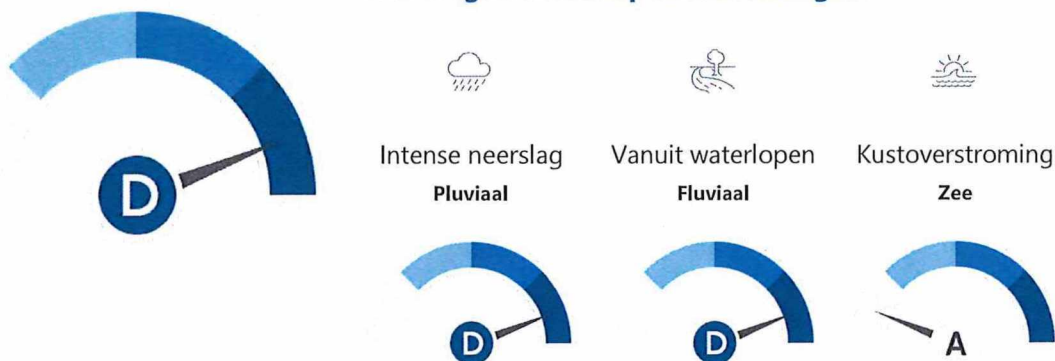 D
Intense neerslag
Pluviaal
D
Vanuit waterlopen
Fluviaal
D
Kustoverstroming
Zee
A